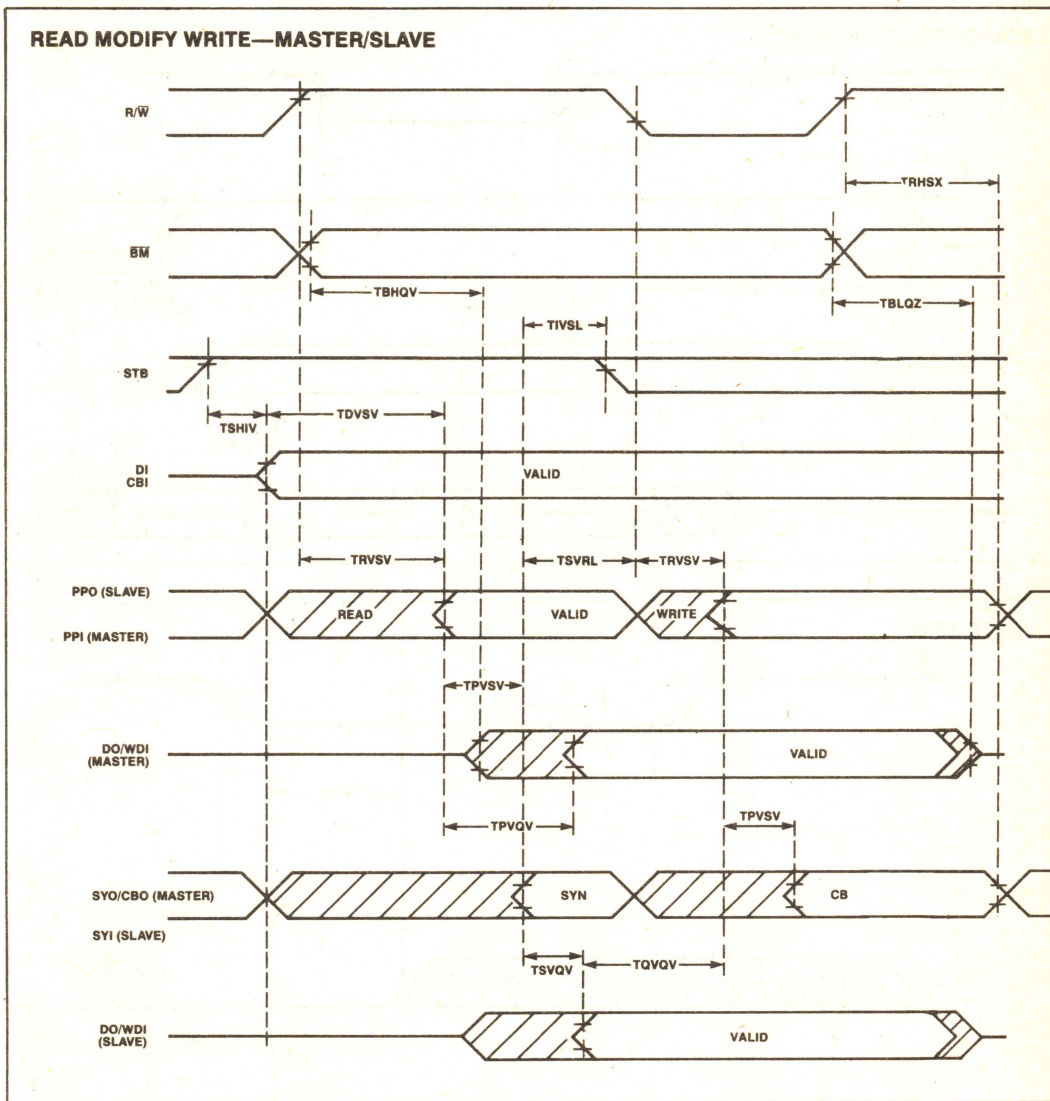 READ MODIFY WRITE—MASTER/SLAVE
R/W̅
TRHSX
B̅M̅
TBHQV
TBLQZ
TIVSL
STB
TSHIV
TDVSV
DI
CBI
VALID
TRVSV
TSVRL
TRVSV
PPO (SLAVE)
READ
VALID
WRITE
PPI (MASTER)
TPVSV
DO/WDI
(MASTER)
VALID
TPVQV
TPVSV
SYO/CBO (MASTER)
SYN
CB
SYI (SLAVE)
TSVQV
TQVQV
DO/WDI
(SLAVE)
VALID